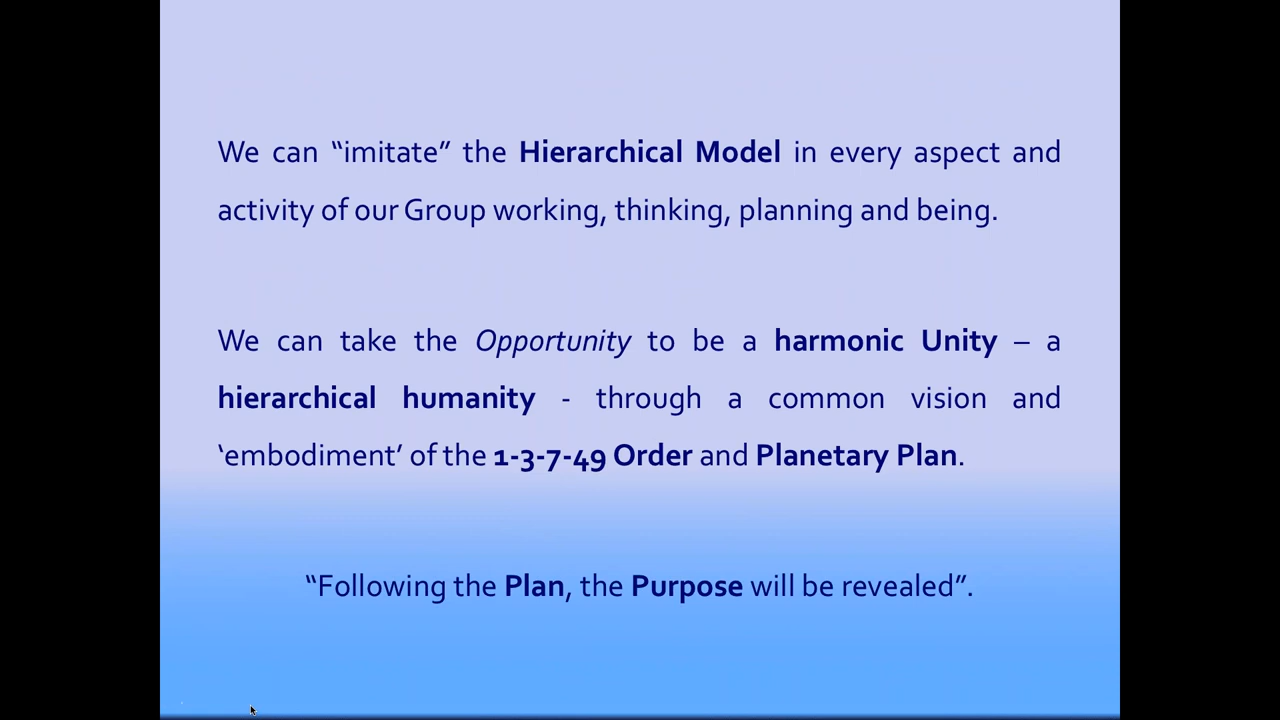 We can “imitate” the Hierarchical Model in every aspect and
activity of our Group working, thinking, planning and being.
We can take the Opportunity to be a harmonic Unity – a
hierarchical humanity - through a common vision and
‘embodiment’ of the 1-3-7-49 Order and Planetary Plan.
“Following the Plan, the Purpose will be revealed”.